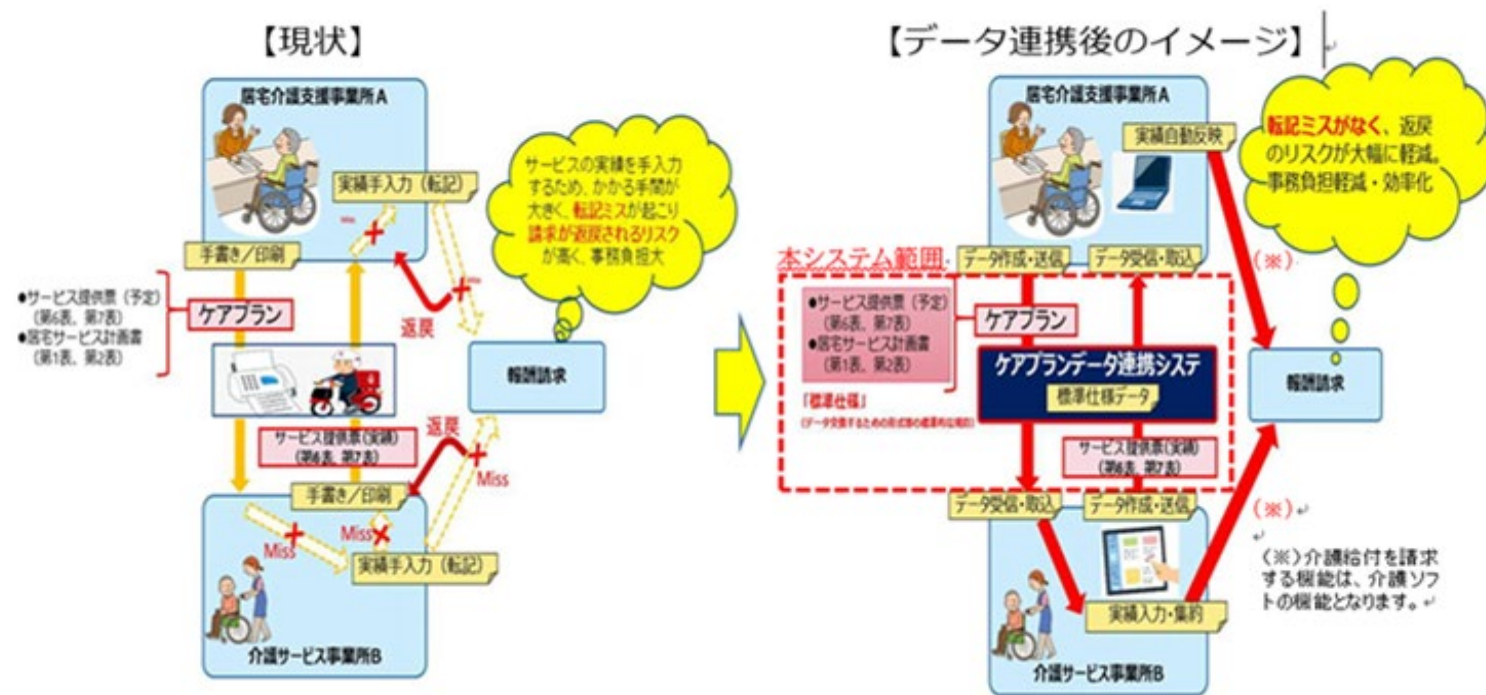 【現状】
居宅介護支援事業所A
実績手入力（転記）
Miss
手書き／印刷
サービスの実績を手入力
するため、かかる手間が
大きく、転記ミスが起こり
請求が返戻されるリスク
が高く、事務負担大
●サービス提供票（予定）
（第6表、第7表）
●居宅サービス計画書
（第1表、第2表）
ケアプラン
返戻
報酬請求
サービス提供票（実績）
（第6表、第7表）
返戻
Miss
手書き／印刷
Miss
Miss
実績手入力（転記）
介護サービス事業所B
【データ連携後のイメージ】
居宅介護支援事業所A
実績自動反映
転記ミスがなく、返戻
のリスクが大幅に軽減。
事務負担軽減・効率化
本システム範囲
データ作成・送信
データ受信・取込
（※）
●サービス提供票（予定）
（第6表、第7表）
●居宅サービス計画書
（第1表、第2表）
ケアプラン
ケアプランデータ連携システ
標準仕様データ
報酬請求
「標準仕様」
サービス提供票（実績）
（第6表、第7表）
データ受信・取込
データ作成・送信
（※）
実績入力・集約
介護サービス事業所B
（※）介護給付を請求
する機能は、介護ソフ
トの機能となります。